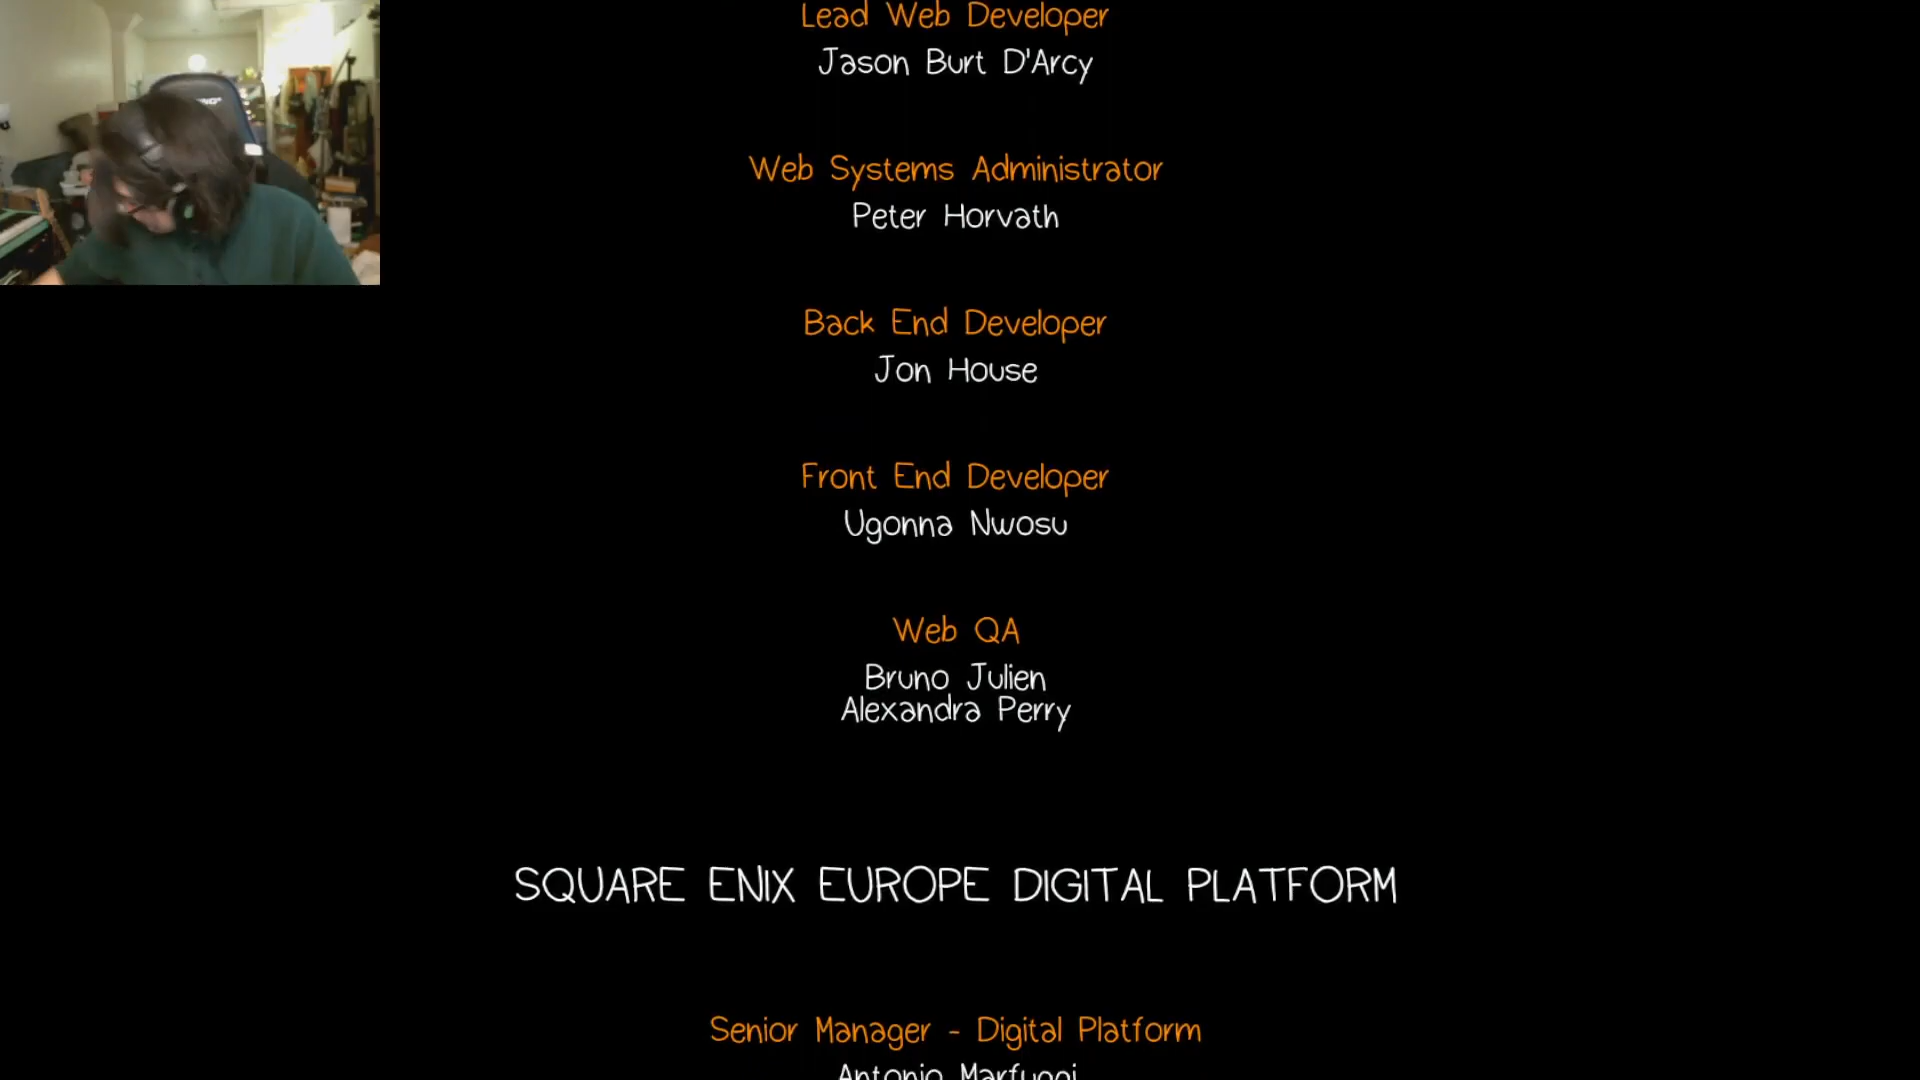 Lead Web Developer
Jason Burt D'Arcy
Web Systems Administrator
Peter Horvath
Back End Developer
Jon House
Front End Developer
Ugonna Nwosu
Web QA
Bruno Julien
Alexandra Perry
SQUARE ENIX EUROPE DIGITAL PLATFORM
Senior Manager - Digital Platform
Antonio